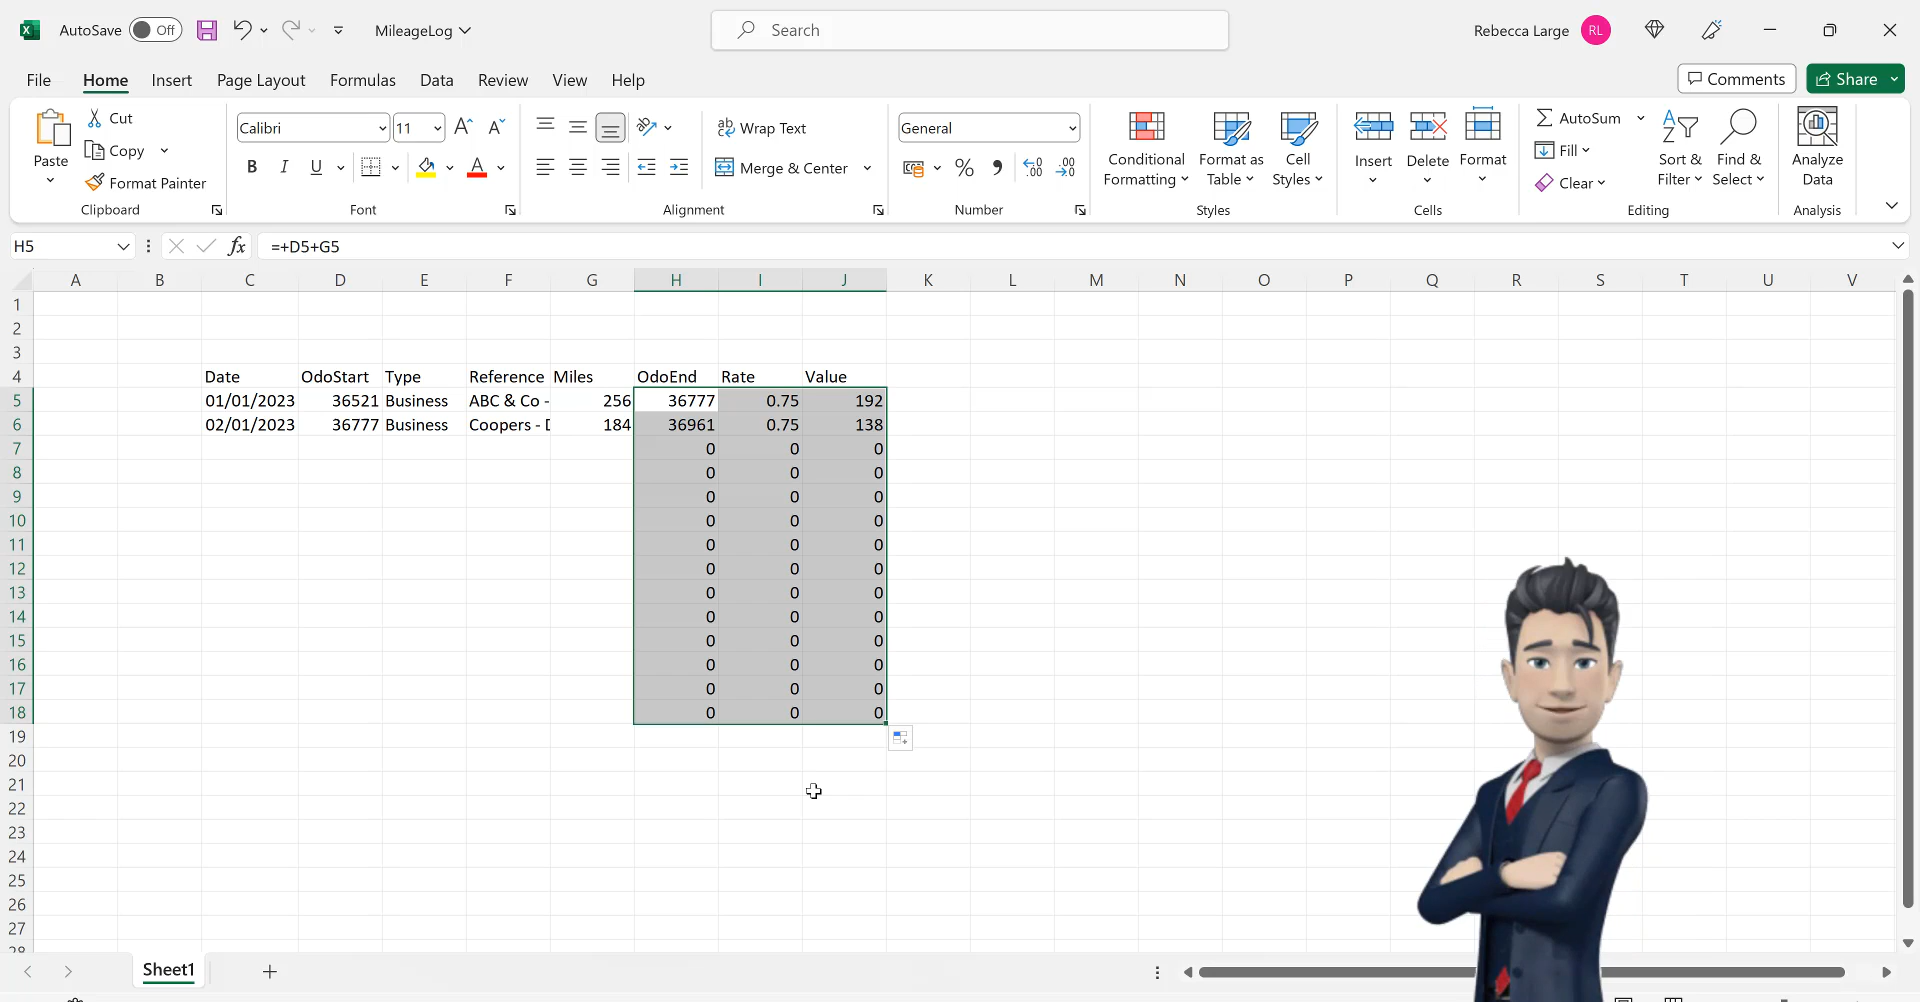 AutoSave Off MileageLog Search Rebecca Large RL
File Home Insert Page Layout Formulas Data Review View Help Comments Share
Paste Cut Copy Format Painter Clipboard
Calibri 11 B I U A Font
Wrap Text Merge & Center Alignment
General % Number
Conditional Formatting Format as Table Cell Styles Styles
Insert Delete Format Cells
AutoSum Fill Clear Sort & Filter Find & Select Editing
Analyze Data Analysis
H5 fx =+D5+G5
A B C D E F G H I J K L M N O P Q R S T U V
1
2
3
4 Date OdoStart Type Reference Miles OdoEnd Rate Value
5 01/01/2023 36521 Business ABC & Co - 256 36777 0.75 192
6 02/01/2023 36777 Business Coopers - 184 36961 0.75 138
7 0 0 0
8 0 0 0
9 0 0 0
10 0 0 0
11 0 0 0
12 0 0 0
13 0 0 0
14 0 0 0
15 0 0 0
16 0 0 0
17 0 0 0
18 0 0 0
19
20
21
22
23
24
25
26
27
28
Sheet1